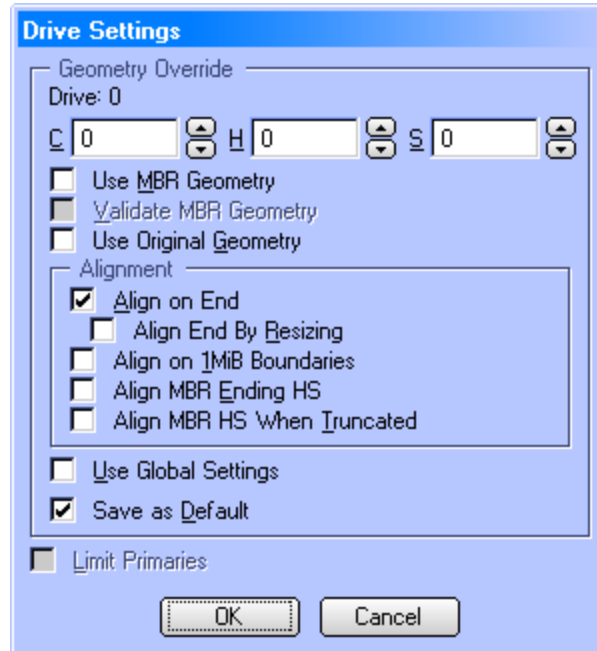 Drive Settings
Geometry Override
Drive: 0
C 0 H 0 S 0
Use MBR Geometry
Validate MBR Geometry
Use Original Geometry
Alignment
Align on End
Align End By Resizing
Align on 1MiB Boundaries
Align MBR Ending HS
Align MBR HS When Truncated
Use Global Settings
Save as Default
Limit Primaries
OK Cancel